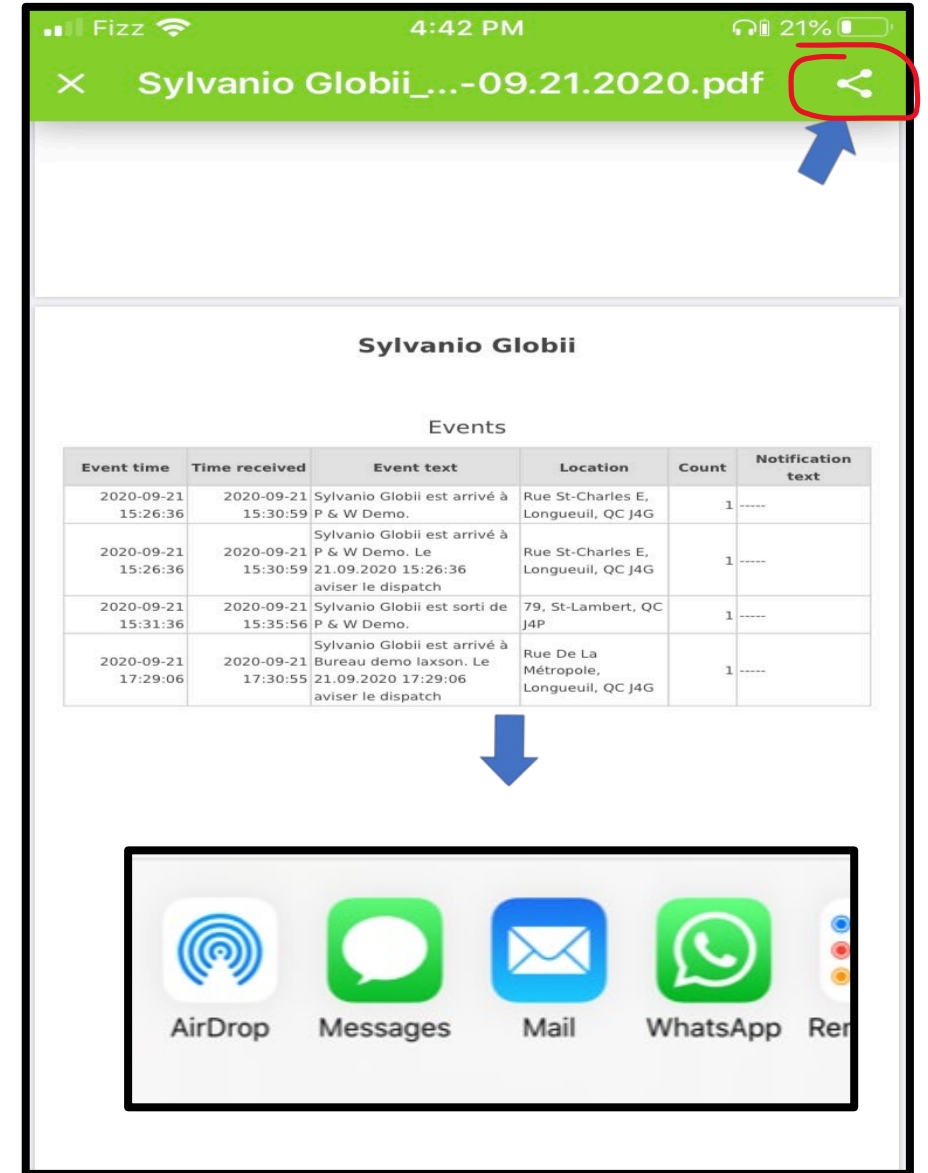 Fizz 4:42 PM 21%
× Sylvanio Globii_...-09.21.2020.pdf
Sylvanio Globii
Events
Event time Time received Event text Location Count Notification text
2020-09-21 15:26:36 2020-09-21 15:30:59 Sylvanio Globii est arrivé à P & W Demo. Rue St-Charles E, Longueuil, QC J4G 1 -----
2020-09-21 15:26:36 2020-09-21 15:30:59 Sylvanio Globii est arrivé à P & W Demo. Le 21.09.2020 15:26:36 aviser le dispatch Rue St-Charles E, Longueuil, QC J4G 1 -----
2020-09-21 15:31:36 2020-09-21 15:35:56 Sylvanio Globii est sorti de P & W Demo. 79, St-Lambert, QC J4P 1 -----
2020-09-21 17:29:06 2020-09-21 17:30:55 Sylvanio Globii est arrivé à Bureau demo laxson. Le 21.09.2020 17:29:06 aviser le dispatch Rue De La Métropole, Longueuil, QC J4G 1 -----
AirDrop Messages Mail WhatsApp Rer